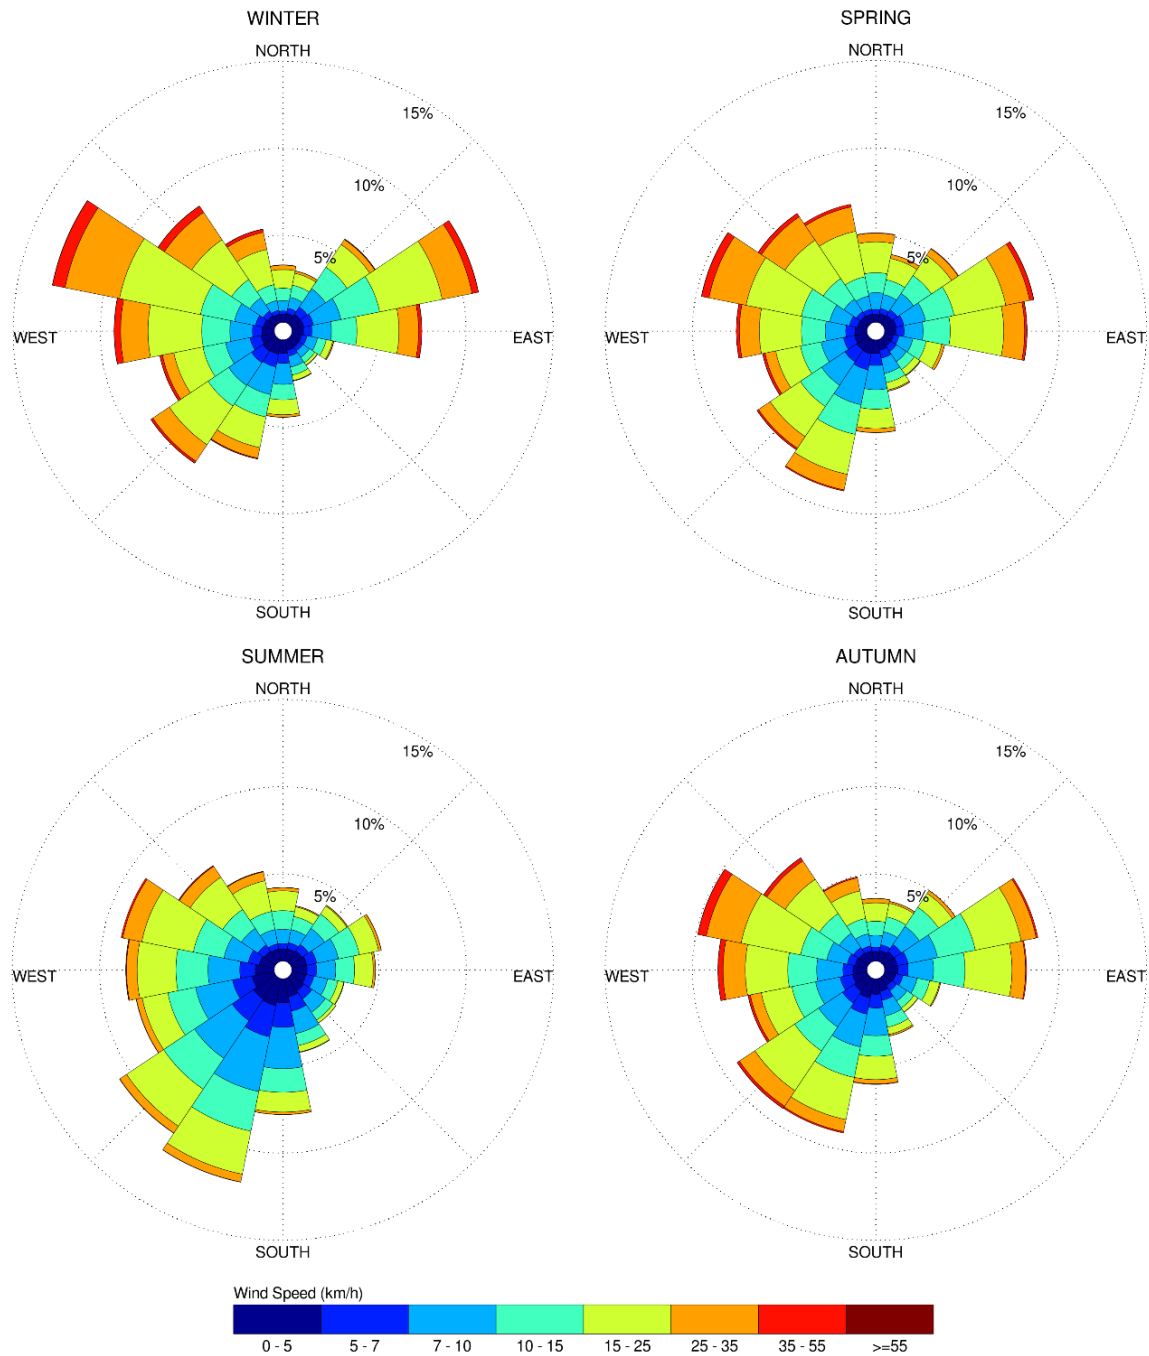 WINTER
NORTH
15%
10%
5%
WEST
EAST
SOUTH
SPRING
NORTH
15%
10%
5%
WEST
EAST
SOUTH
SUMMER
NORTH
15%
10%
5%
WEST
EAST
SOUTH
AUTUMN
NORTH
15%
10%
5%
WEST
EAST
SOUTH
Wind Speed (km/h)
0 - 5 5 - 7 7 - 10 10 - 15 15 - 25 25 - 35 35 - 55 >=55